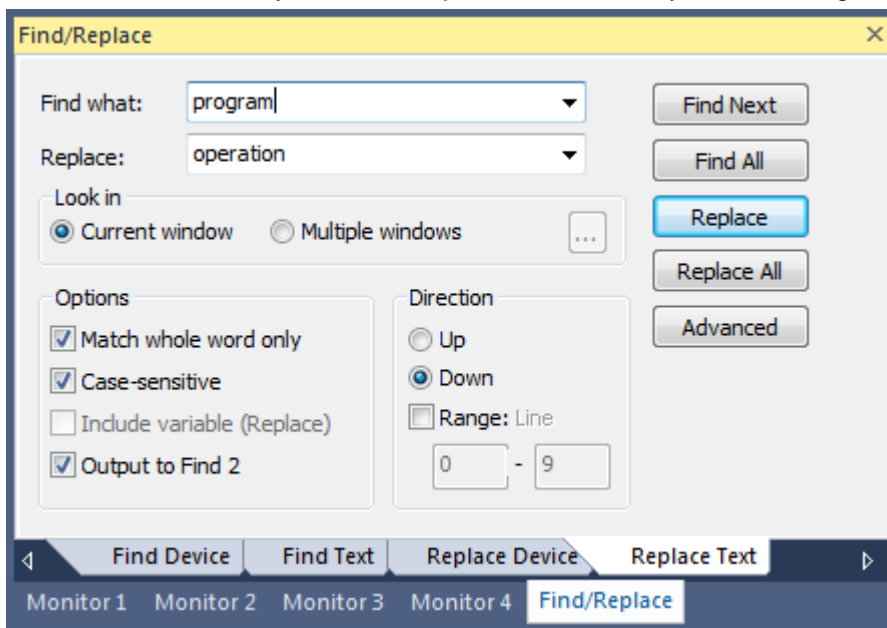 Find/Replace
Find what: program
Replace: operation
Find Next
Find All
Replace
Replace All
Advanced
Look in
Current window Multiple windows ...
Options
Match whole word only
Case-sensitive
Include variable (Replace)
Output to Find 2
Direction
Up
Down
Range: Line
0 - 9
Find Device Find Text Replace Device Replace Text
Monitor 1 Monitor 2 Monitor 3 Monitor 4 Find/Replace